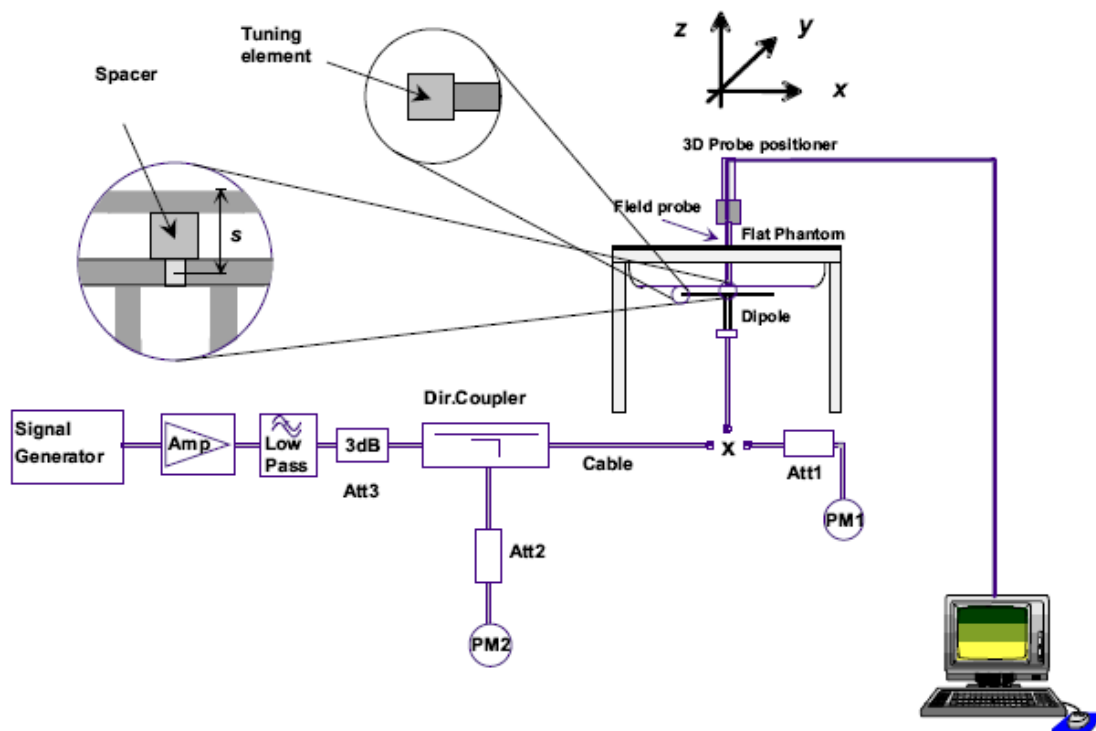 Tuning
element
Spacer
s
z
y
x
3D Probe positioner
Field probe
Flat Phantom
Dipole
Dir.Coupler
Signal
Generator
Amp
Low
Pass
3dB
Att3
Cable
X
Att1
PM1
Att2
PM2